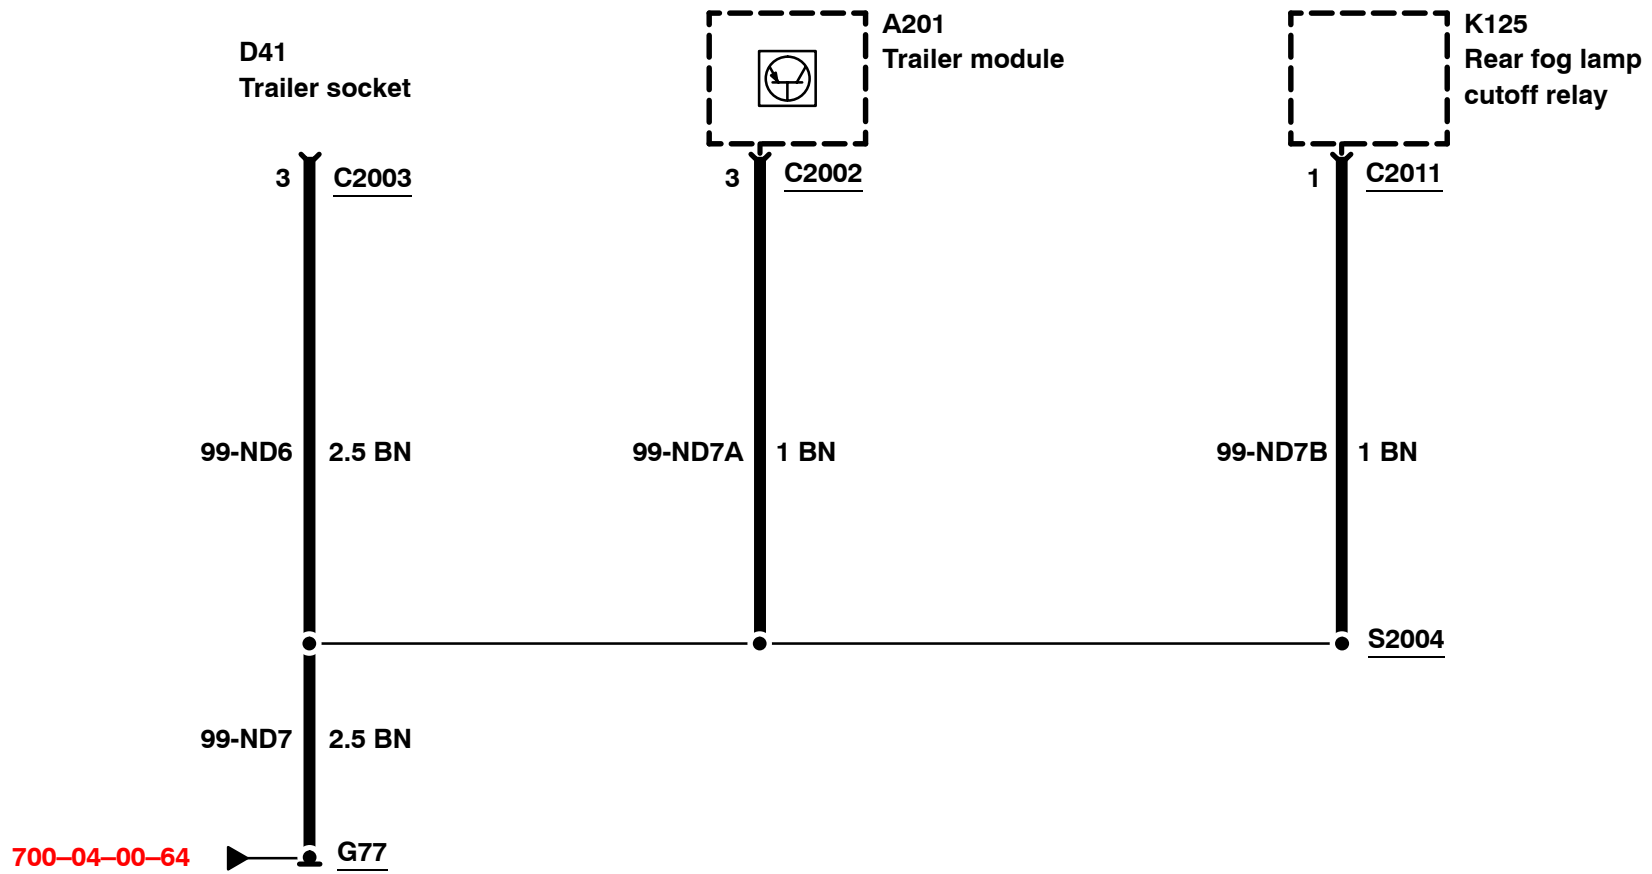 D41
Trailer socket
A201
Trailer module
K125
Rear fog lamp
cutoff relay
3 C2003
3 C2002
1 C2011
99-ND6 2.5 BN
99-ND7A 1 BN
99-ND7B 1 BN
S2004
99-ND7 2.5 BN
700–04–00–64
G77